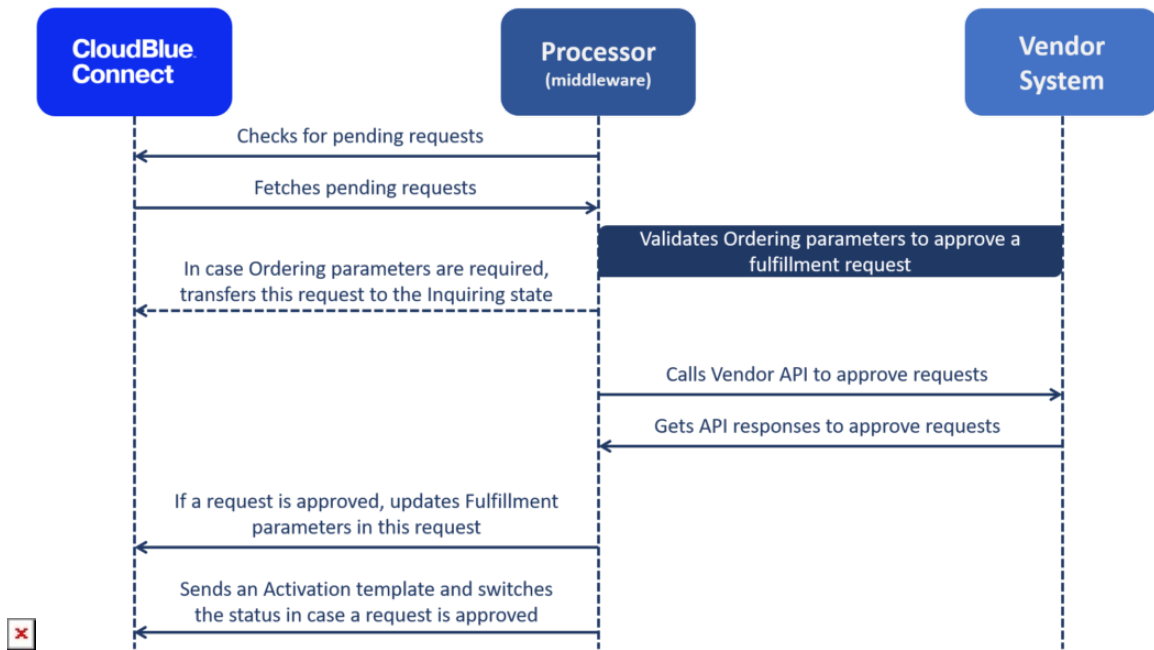 CloudBlue
Connect
Processor
(middleware)
Vendor
System
Checks for pending requests
Fetches pending requests
Validates Ordering parameters to approve a
fulfillment request
In case Ordering parameters are required,
transfers this request to the Inquiring state
Calls Vendor API to approve requests
Gets API responses to approve requests
If a request is approved, updates Fulfillment
parameters in this request
Sends an Activation template and switches
the status in case a request is approved